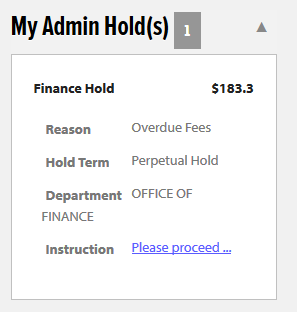 My Admin Hold(s) 1
Finance Hold $183.3
Reason Overdue Fees
Hold Term Perpetual Hold
Department OFFICE OF
FINANCE
Instruction Please proceed ...